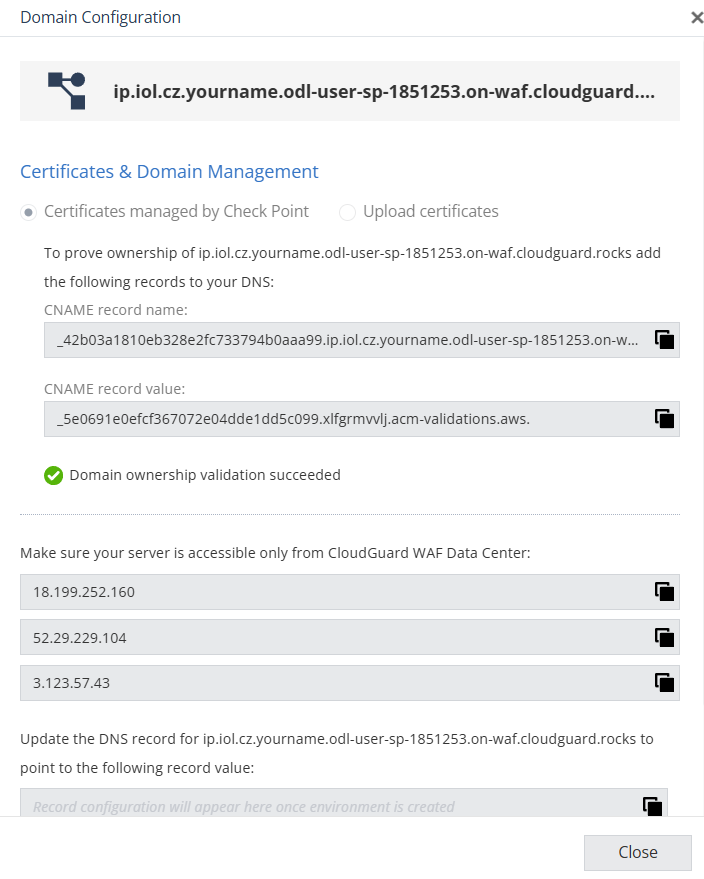 Domain Configuration
ip.iol.cz.yourname.odl-user-sp-1851253.on-waf.cloudguard....
Certificates & Domain Management
Certificates managed by Check Point
Upload certificates
To prove ownership of ip.iol.cz.yourname.odl-user-sp-1851253.on-waf.cloudguard.rocks add
the following records to your DNS:
CNAME record name:
_42b03a1810eb328e2fc733794b0aaa99.ip.iol.cz.yourname.odl-user-sp-1851253.on-w...
CNAME record value:
_5e0691e0efcf367072e04dde1dd5c099.xlfgrmvvlj.acm-validations.aws.
Domain ownership validation succeeded
Make sure your server is accessible only from CloudGuard WAF Data Center:
18.199.252.160
52.29.229.104
3.123.57.43
Update the DNS record for ip.iol.cz.yourname.odl-user-sp-1851253.on-waf.cloudguard.rocks to
point to the following record value:
Record configuration will appear here once environment is created
Close